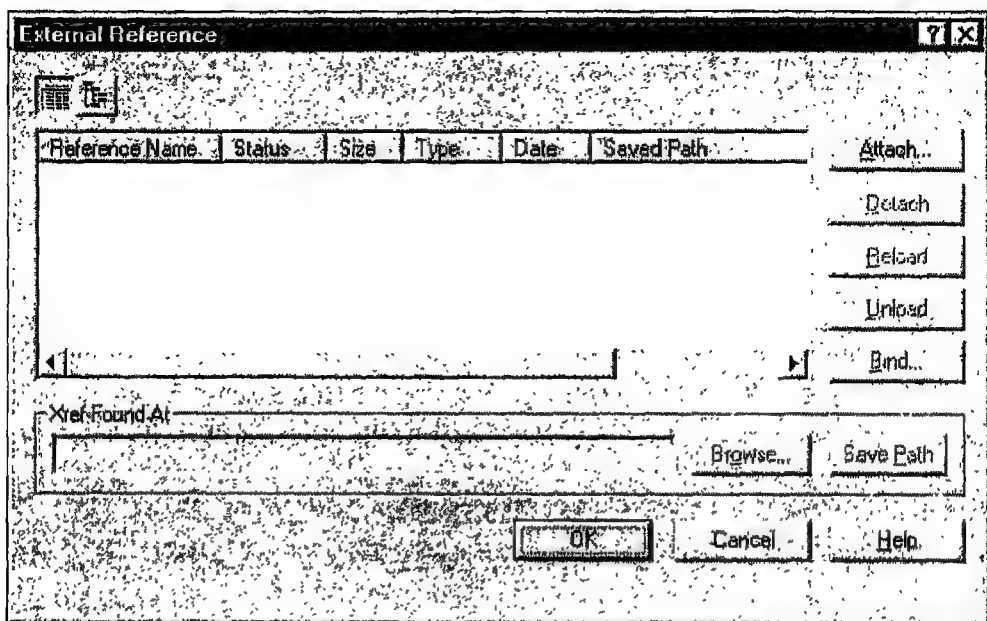 External Reference
Reference Name Status Size Type Date Saved Path
Attach...
Detach
Reload
Unload
Bind...
Xref Found At
Browse... Save Path
OK Cancel Help